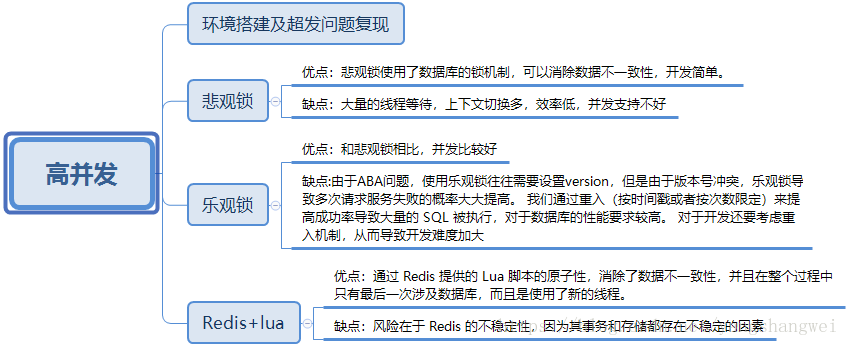 环境搭建及超发问题复现
高并发
悲观锁
优点：悲观锁使用了数据库的锁机制，可以消除数据不一致性，开发简单。
缺点：大量的线程等待，上下文切换多，效率低，并发支持不好
乐观锁
优点：和悲观锁相比，并发比较好
缺点:由于ABA问题，使用乐观锁往往需要设置version，但是由于版本号冲突，乐观锁导
致多次请求服务失败的概率大大提高。 我们通过重入（按时间戳或者按次数限定）来提
高成功率导致大量的 SQL 被执行，对于数据库的性能要求较高。 对于开发还要考虑重
入机制，从而导致开发难度加大
Redis+lua
优点：通过 Redis 提供的 Lua 脚本的原子性，消除了数据不一致性，并且在整个过程中
只有最后一次涉及数据库，而且是使用了新的线程。
缺点：风险在于 Redis 的不稳定性，因为其事务和存储都存在不稳定的因素